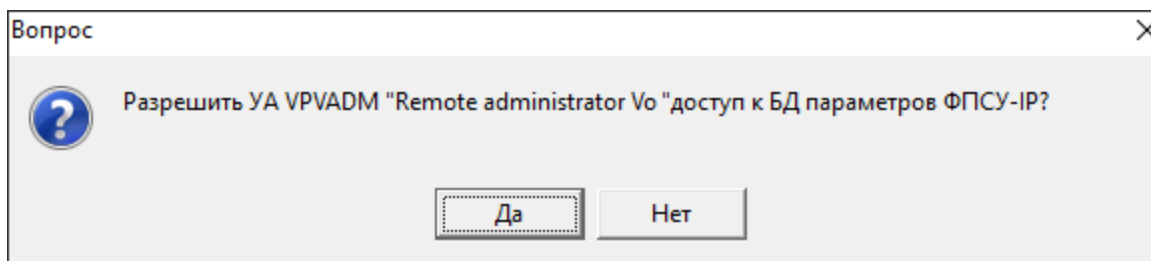 Вопрос
Разрешить УА VPVADM "Remote administrator Vo "доступ к БД параметров ФПСУ-IP?
Да
Нет